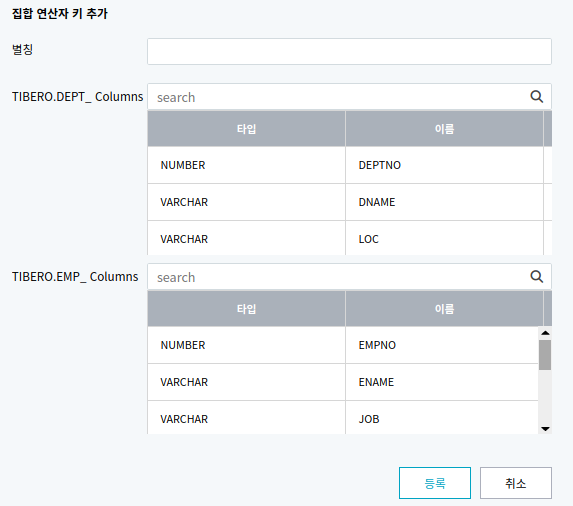 집합 연산자 키 추가
별칭
TIBERO.DEPT_ Columns
search
타입 이름
NUMBER DEPTNO
VARCHAR DNAME
VARCHAR LOC
TIBERO.EMP_ Columns
search
타입 이름
NUMBER EMPNO
VARCHAR ENAME
VARCHAR JOB
등록 취소